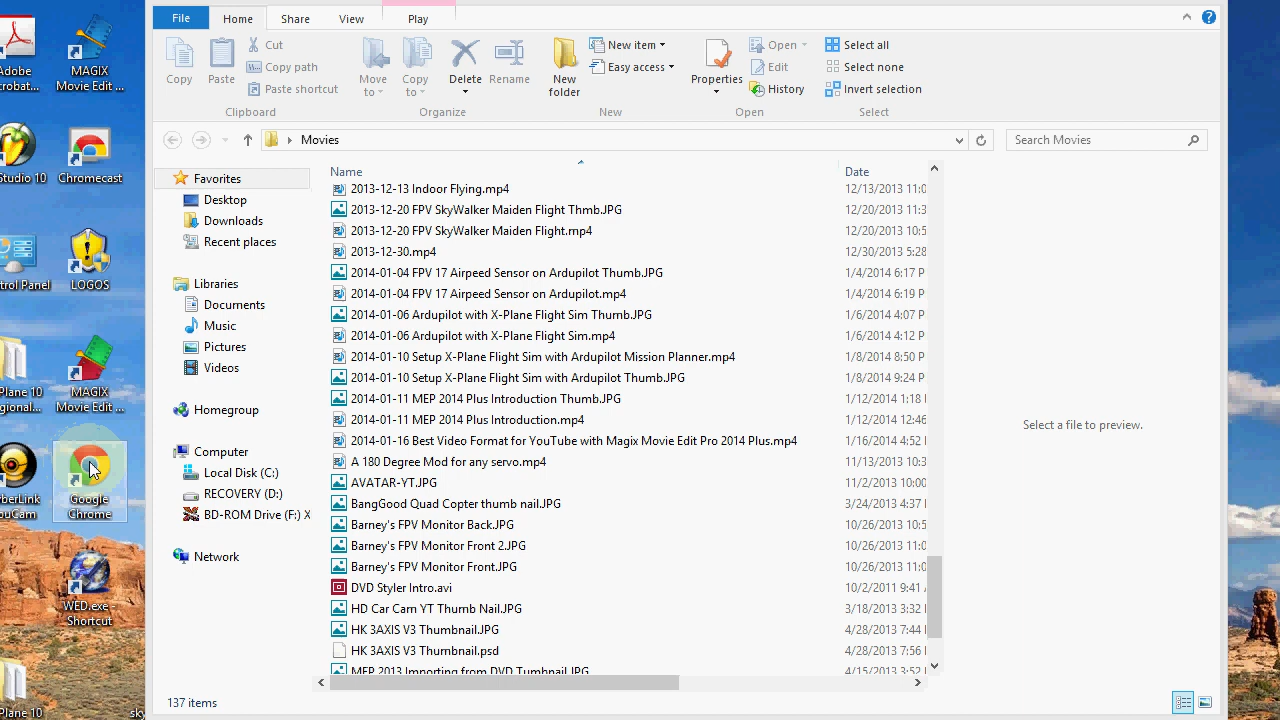 File
Home
Share
View
Play
Copy
Paste
Cut
Copy path
Paste shortcut
Clipboard
Move
to
Copy
to
Delete
Rename
Organize
New
folder
New item
Easy access
New
Properties
Open
Edit
History
Open
Select all
Select none
Invert selection
Select
Movies
Search Movies
Favorites
Desktop
Downloads
Recent places
Libraries
Documents
Music
Pictures
Videos
Homegroup
Computer
Local Disk (C:)
RECOVERY (D:)
BD-ROM Drive (F:) X
Network
Name Date
2013-12-13 Indoor Flying.mp4 12/13/2013 11:0
2013-12-20 FPV SkyWalker Maiden Flight Thmb.JPG 12/20/2013 11:3
2013-12-20 FPV SkyWalker Maiden Flight.mp4 12/20/2013 10:5
2013-12-30.mp4 12/30/2013 5:28
2014-01-04 FPV 17 Airpeed Sensor on Ardupilot Thumb.JPG 1/4/2014 6:17 P
2014-01-04 FPV 17 Airpeed Sensor on Ardupilot.mp4 1/4/2014 6:19 P
2014-01-06 Ardupilot with X-Plane Flight Sim Thumb.JPG 1/6/2014 4:07 P
2014-01-06 Ardupilot with X-Plane Flight Sim.mp4 1/6/2014 4:12 P
2014-01-10 Setup X-Plane Flight Sim with Ardupilot Mission Planner.mp4 1/8/2014 8:50 P
2014-01-10 Setup X-Plane Flight Sim with Ardupilot Thumb.JPG 1/8/2014 9:24 P
2014-01-11 MEP 2014 Plus Introduction Thumb.JPG 1/12/2014 1:18
2014-01-11 MEP 2014 Plus Introduction.mp4 1/12/2014 12:46
2014-01-16 Best Video Format for YouTube with Magix Movie Edit Pro 2014 Plus.mp4 1/16/2014 4:52
A 180 Degree Mod for any servo.mp4 11/13/2013 10:3
AVATAR-YT.JPG 11/2/2013 10:00
BangGood Quad Copter thumb nail.JPG 3/24/2013 4:37
Barney's FPV Monitor Back.JPG 10/26/2013 10:5
Barney's FPV Monitor Front 2.JPG 10/26/2013 11:0
Barney's FPV Monitor Front.JPG 10/26/2013 11:0
DVD Styler Intro.avi 10/2/2011 9:41
HD Car Cam YT Thumb Nail.JPG 3/18/2013 3:32
HK 3AXIS V3 Thumbnail.JPG 4/28/2013 7:44
HK 3AXIS V3 Thumbnail.psd 4/28/2013 7:56
MEP 2013 Importing from DVD Tumbnail.JPG 4/15/2013 3:52
Select a file to preview.
137 items
Adobe
crobat...
MAGIX
Movie Edit ...
Studio 10
Chromecast
trol Panel
LOGOS
Plane 10
gional...
MAGIX
Movie Edit ...
yberLink
ouCam
Google
Chrome
WED.exe -
Shortcut
Plane 10
sky